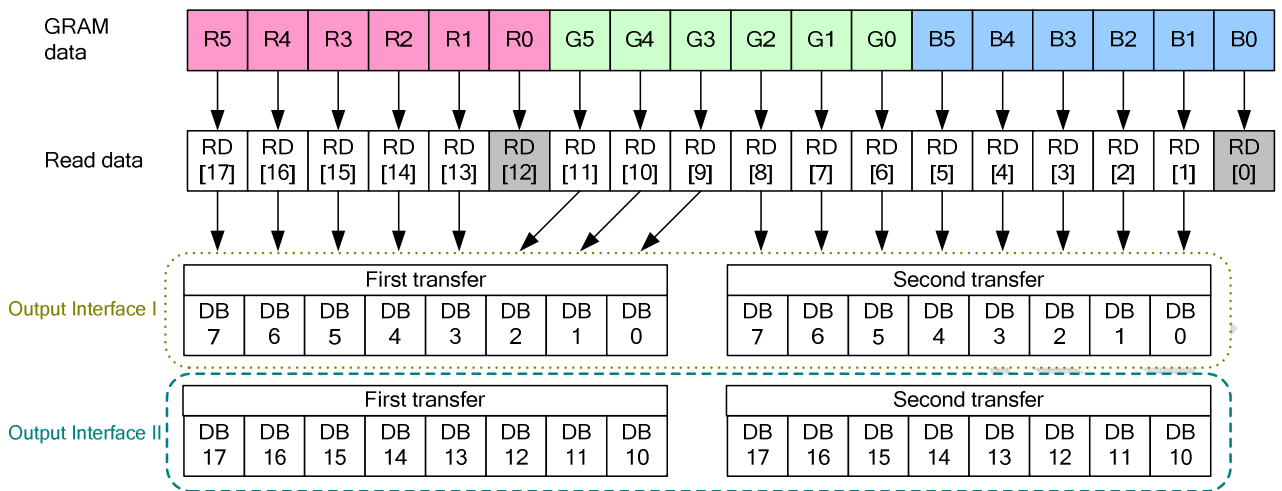 GRAM data
R5 R4 R3 R2 R1 R0 G5 G4 G3 G2 G1 G0 B5 B4 B3 B2 B1 B0
Read data
RD [17] RD [16] RD [15] RD [14] RD [13] RD [12] RD [11] RD [10] RD [9] RD [8] RD [7] RD [6] RD [5] RD [4] RD [3] RD [2] RD [1] RD [0]
Output Interface I
First transfer
DB 7 DB 6 DB 5 DB 4 DB 3 DB 2 DB 1 DB 0
Second transfer
DB 7 DB 6 DB 5 DB 4 DB 3 DB 2 DB 1 DB 0
Output Interface II
First transfer
DB 17 DB 16 DB 15 DB 14 DB 13 DB 12 DB 11 DB 10
Second transfer
DB 17 DB 16 DB 15 DB 14 DB 13 DB 12 DB 11 DB 10